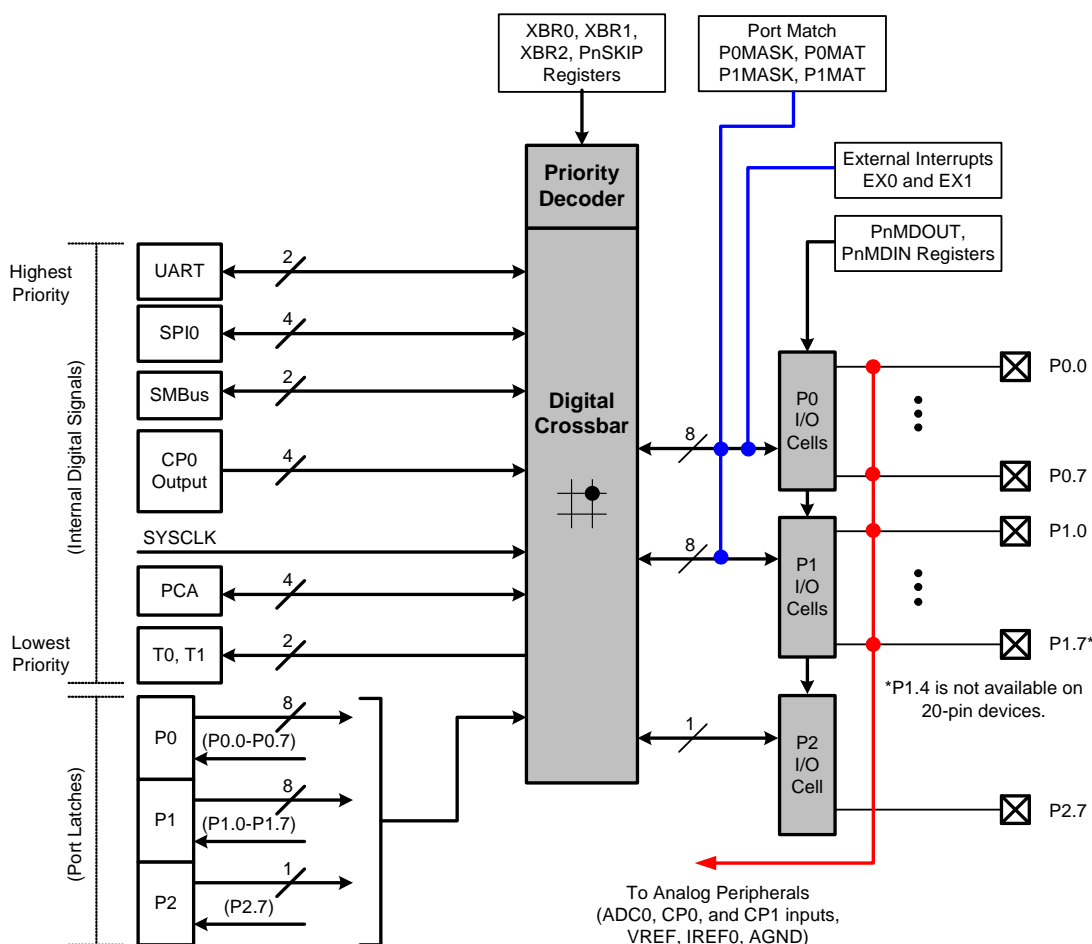 XBR0, XBR1,
XBR2, PnSKIP
Registers
Port Match
P0MASK, P0MAT
P1MASK, P1MAT
External Interrupts
EX0 and EX1
PnMDOUT,
PnMDIN Registers
Priority
Decoder
Digital
Crossbar
Highest
Priority
(Internal Digital Signals)
Lowest
Priority
UART
2
SPI0
4
SMBus
2
CP0
Output
4
SYSCLK
PCA
4
T0, T1
2
(Port Latches)
P0
8
(P0.0-P0.7)
P1
8
(P1.0-P1.7)
P2
1
(P2.7)
8
8
1
P0
I/O
Cells
P1
I/O
Cells
P2
I/O
Cell
P0.0
P0.7
P1.0
P1.7*
*P1.4 is not available on
20-pin devices.
P2.7
To Analog Peripherals
(ADC0, CP0, and CP1 inputs,
VREF, IREF0, AGND)